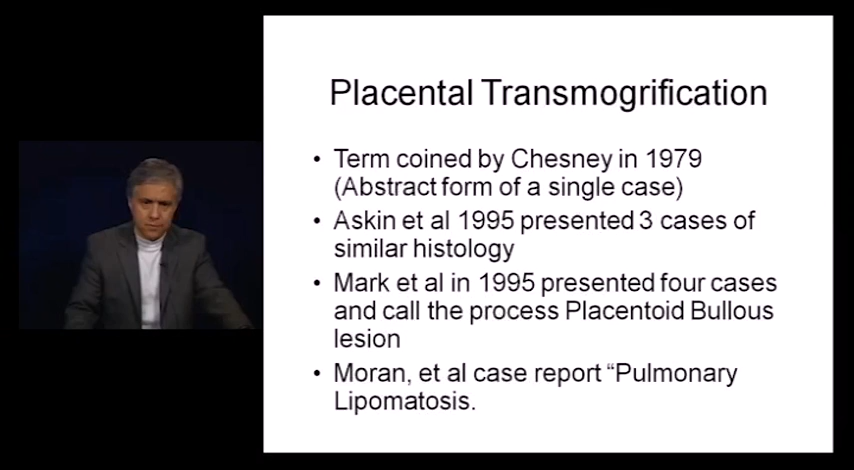 Placental Transmogrification
• Term coined by Chesney in 1979
(Abstract form of a single case)
• Askin et al 1995 presented 3 cases of
similar histology
• Mark et al in 1995 presented four cases
and call the process Placentoid Bullous
lesion
• Moran, et al case report “Pulmonary
Lipomatosis.